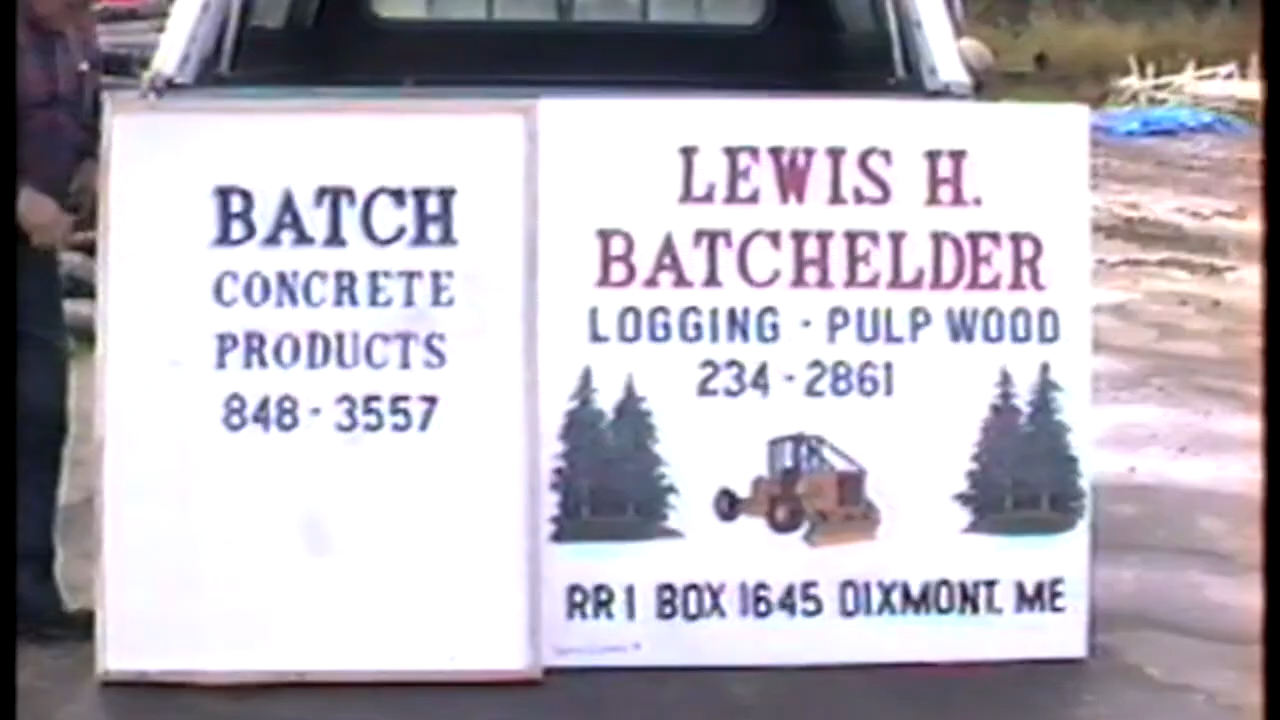 BATCH
CONCRETE
PRODUCTS
848-3557
LEWIS H.
BATCHELDER
LOGGING - PULP WOOD
234-2861
RR1 BOX 1645 DIXMONT. ME